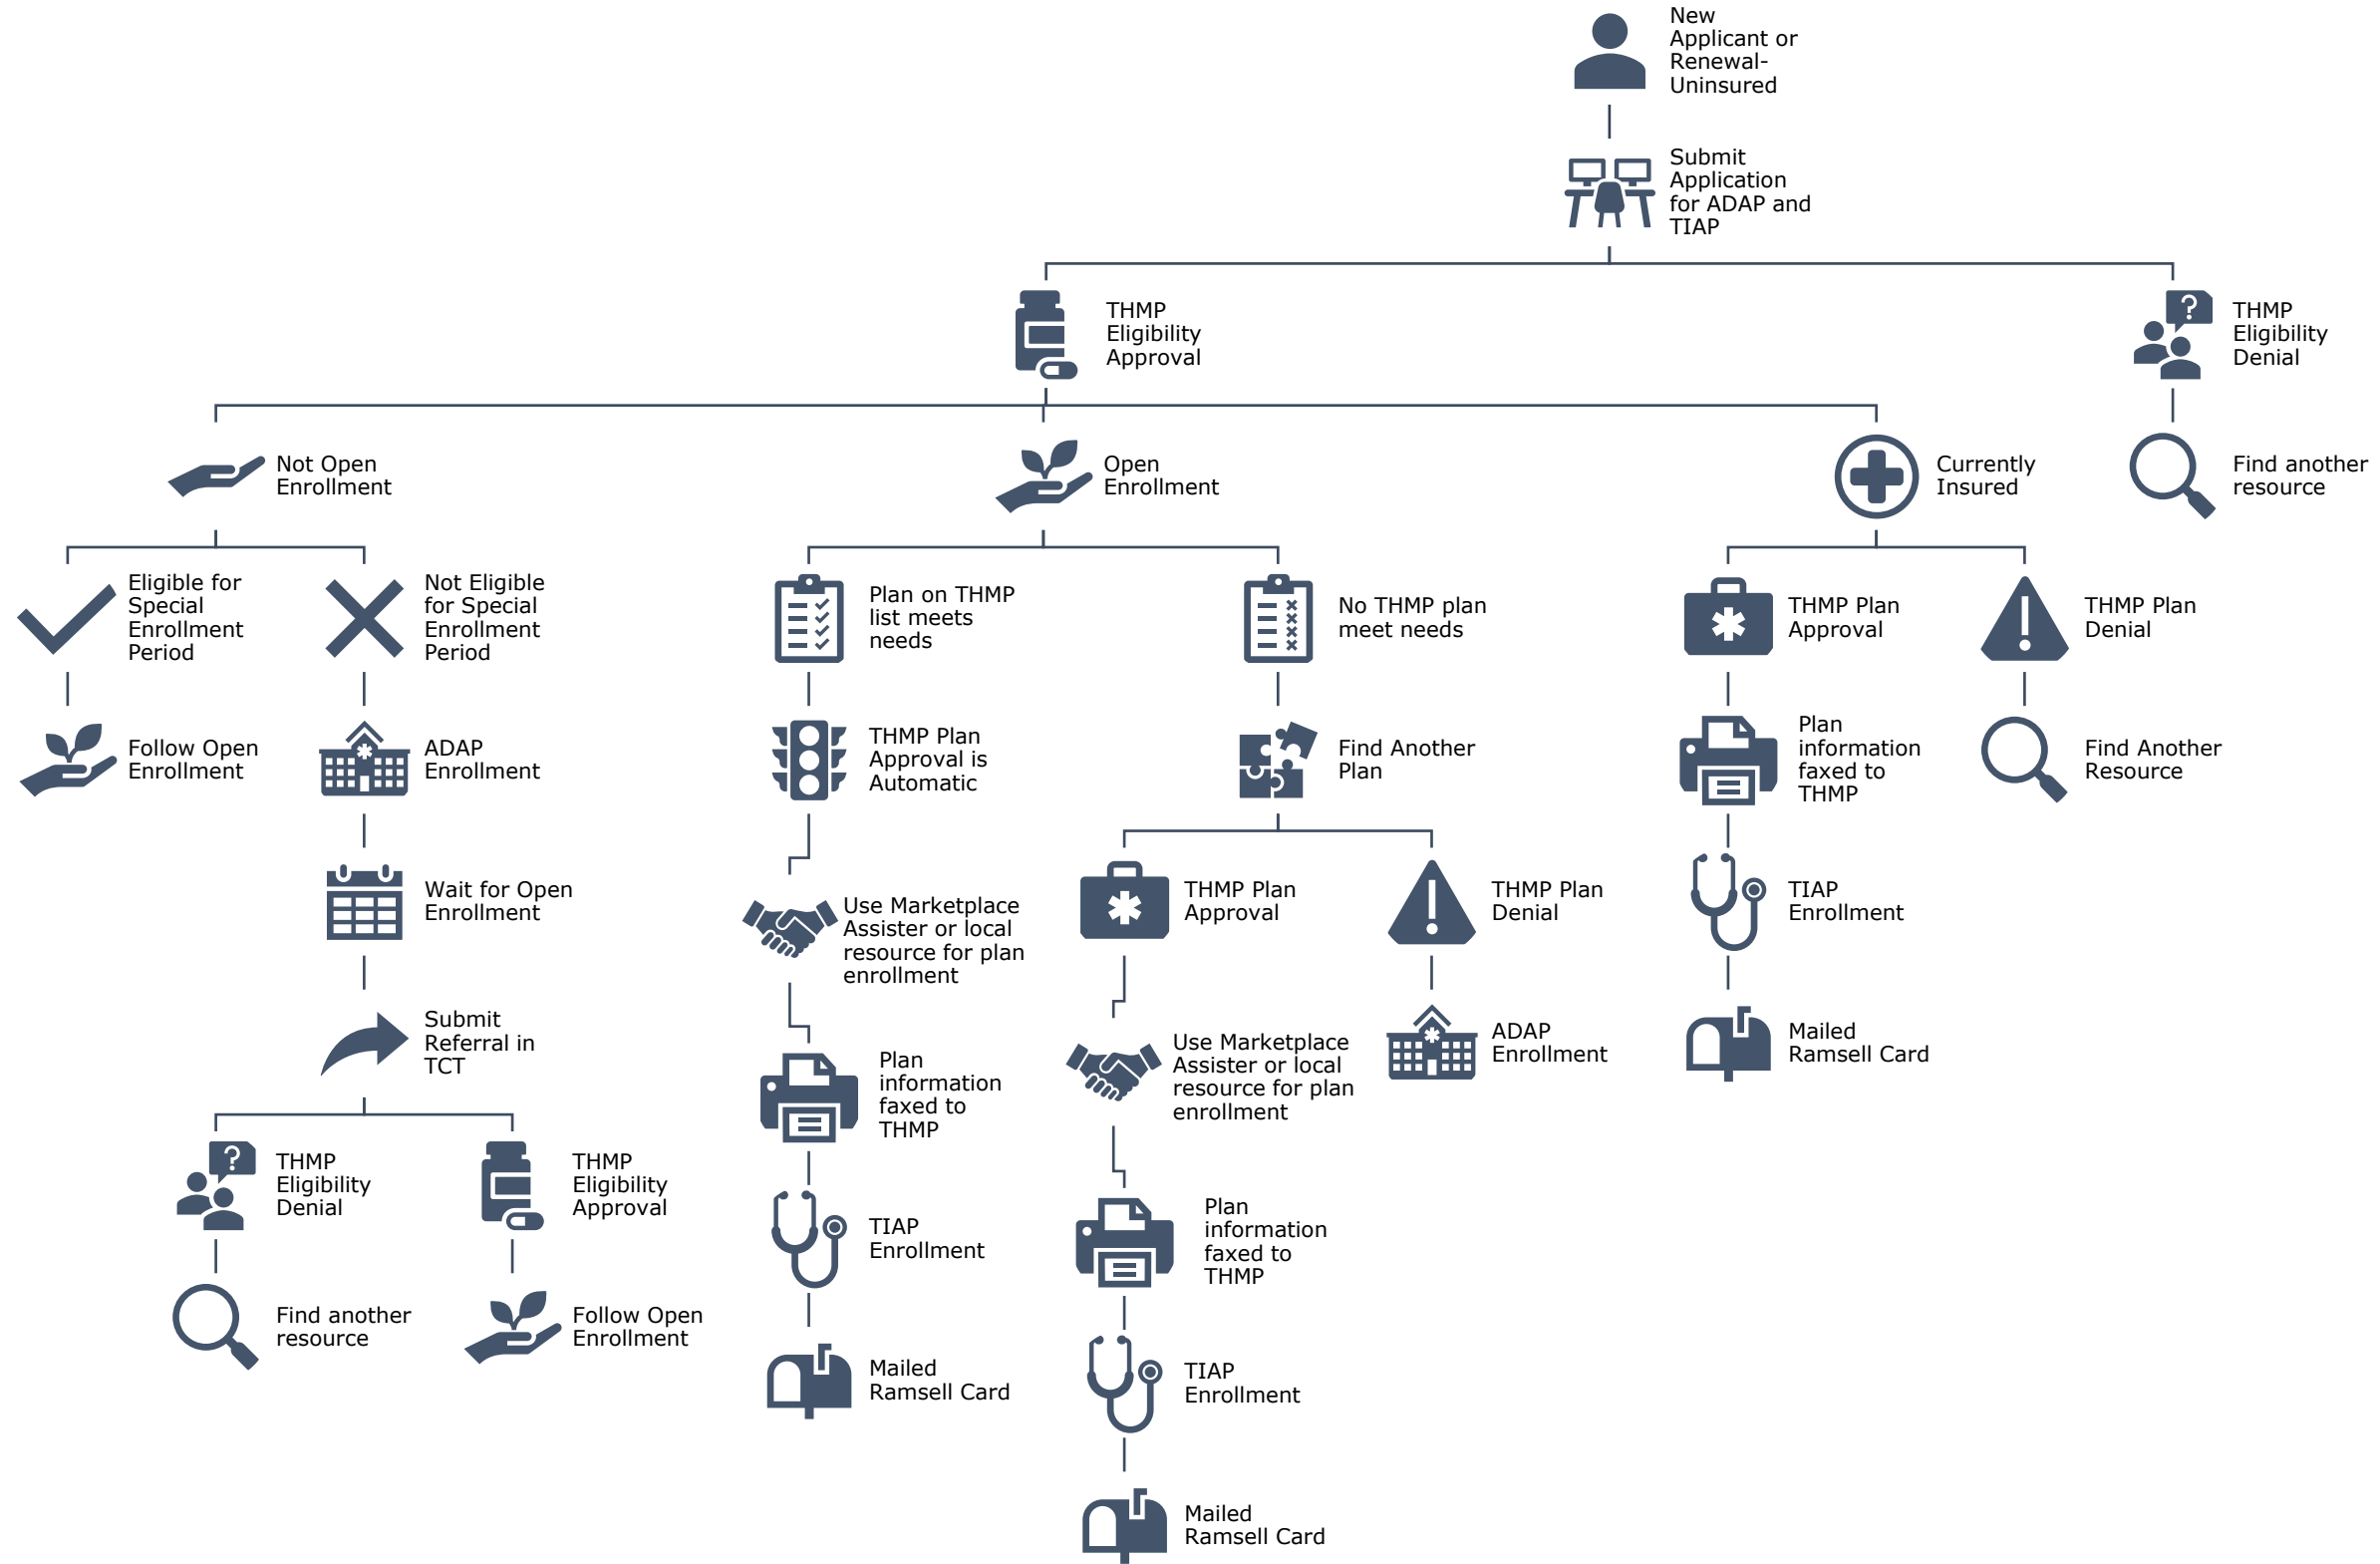 New
Applicant or
Renewal-
Uninsured
Submit
Application
for ADAP and
TIAP
THMP
Eligibility
Approval
?
THMP
Eligibility
Denial
Not Open
Enrollment
Open
Enrollment
Currently
Insured
Find another
resource
Eligible for
Special
Enrollment
Period
Not Eligible
for Special
Enrollment
Period
Plan on THMP
list meets
needs
No THMP plan
meet needs
THMP Plan
Approval
THMP Plan
Denial
Follow Open
Enrollment
ADAP
Enrollment
THMP Plan
Approval is
Automatic
Find Another
Plan
Plan
information
faxed to
THMP
Find Another
Resource
Wait for Open
Enrollment
Use Marketplace
Assister or local
resource for plan
enrollment
THMP Plan
Approval
THMP Plan
Denial
TIAP
Enrollment
Submit
Referral in
TCT
Plan
information
faxed to
THMP
Use Marketplace
Assister or local
resource for plan
enrollment
ADAP
Enrollment
Mailed
Ramsell Card
?
THMP
Eligibility
Denial
THMP
Eligibility
Approval
TIAP
Enrollment
Plan
information
faxed to
THMP
Find another
resource
Follow Open
Enrollment
Mailed
Ramsell Card
TIAP
Enrollment
Mailed
Ramsell Card